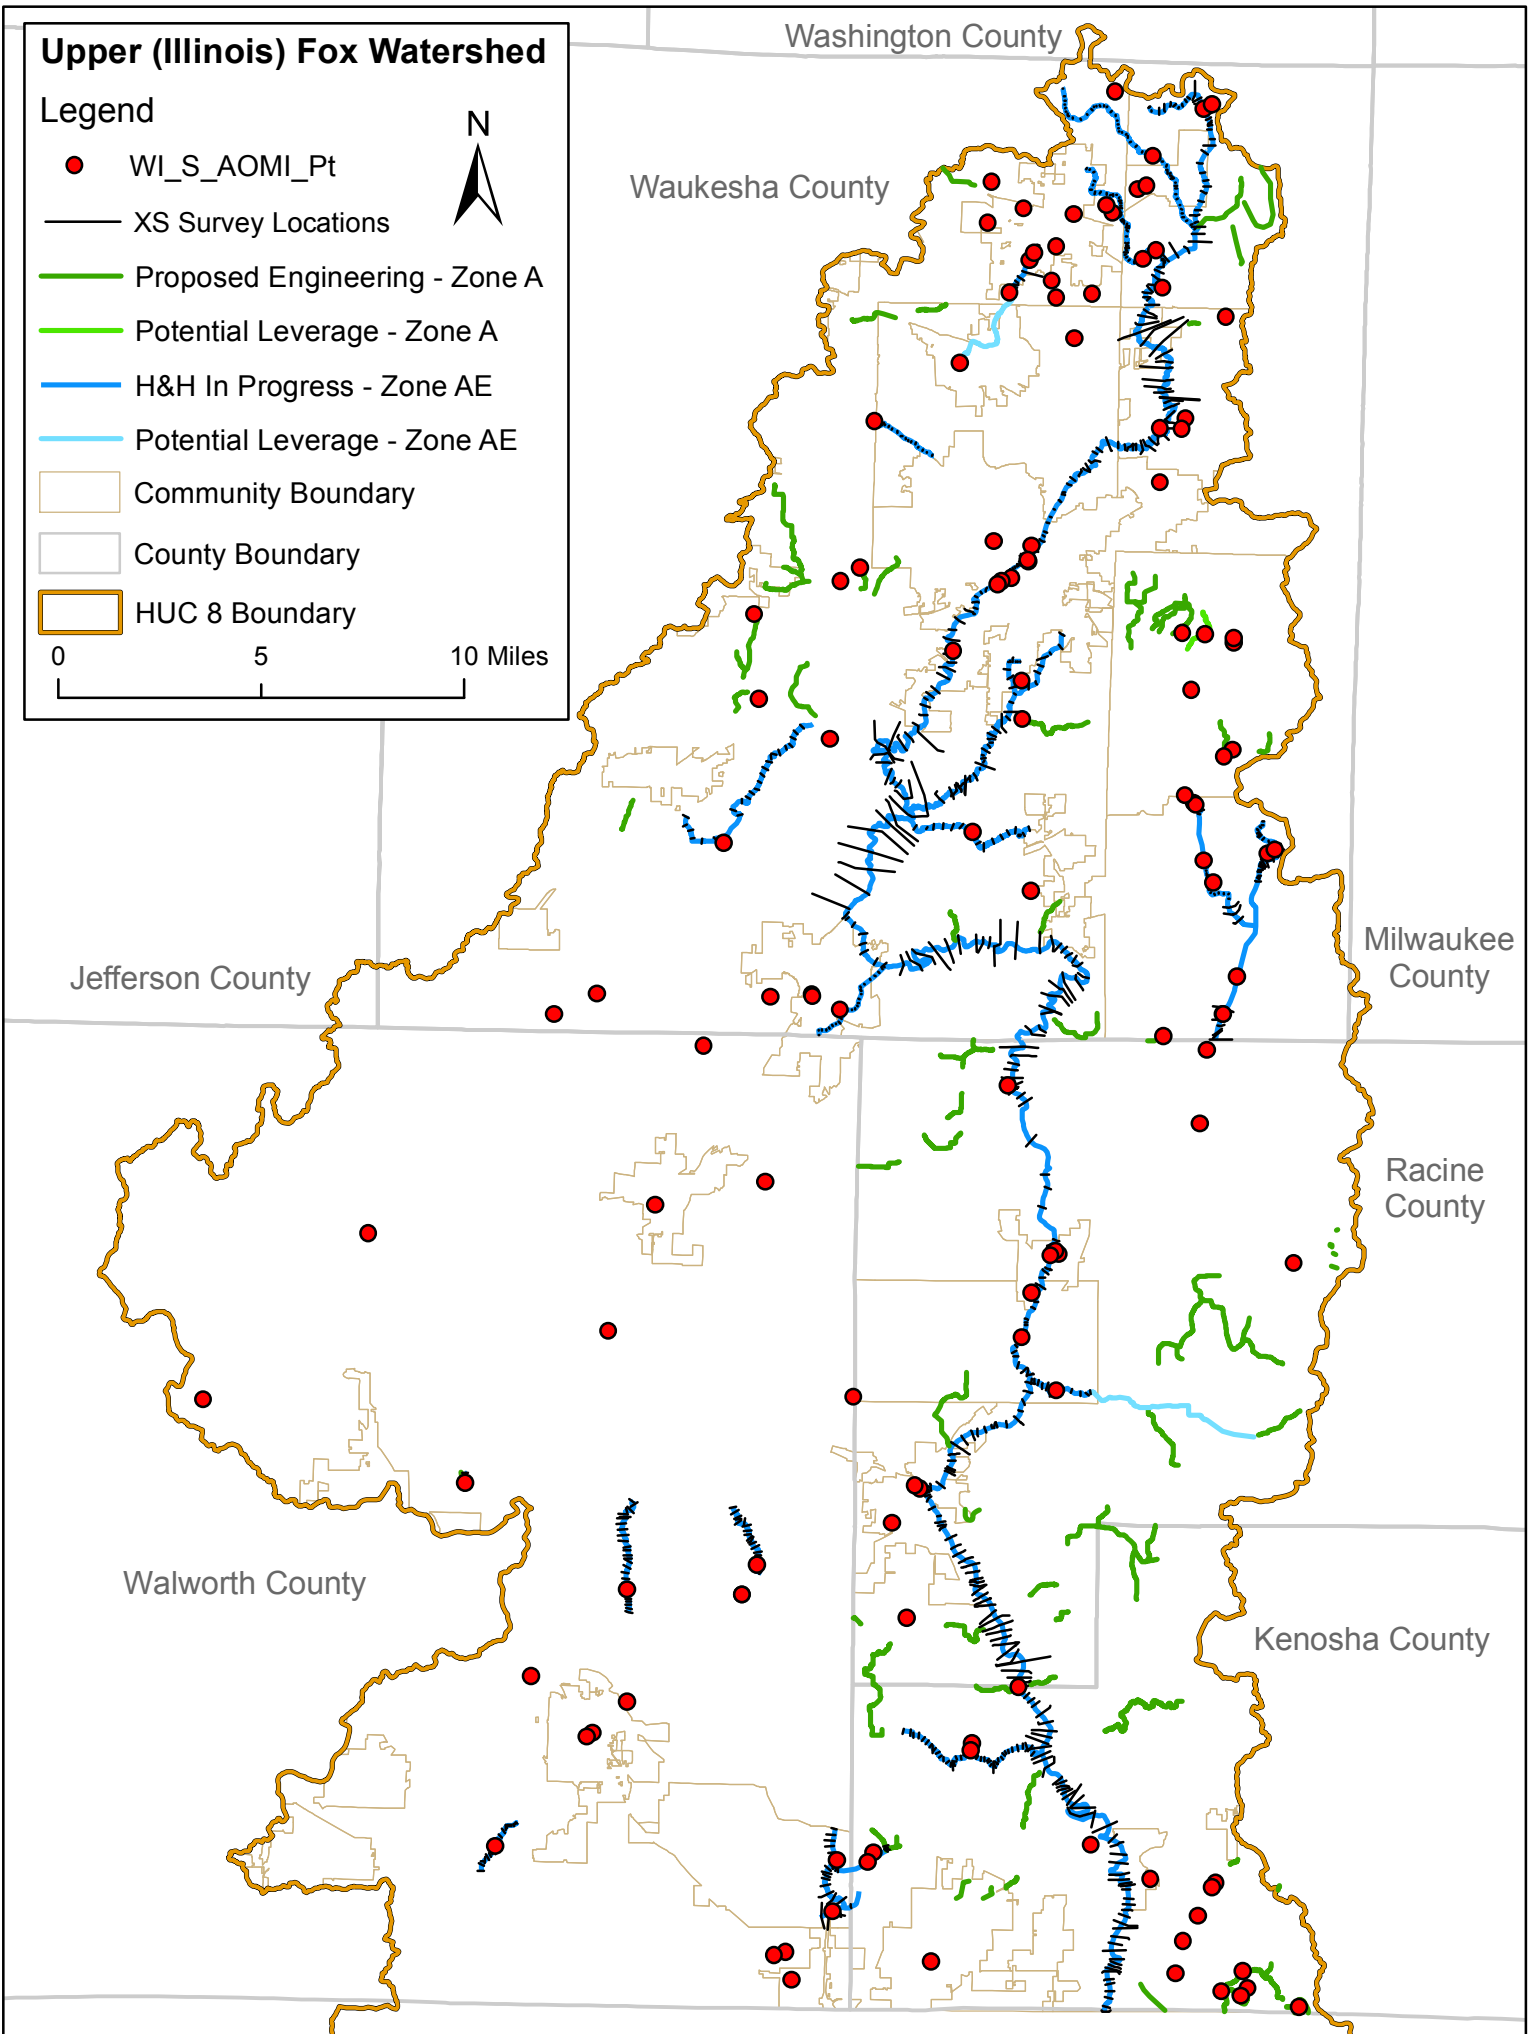 Upper (Illinois) Fox Watershed
Legend
N
WI_S_AOMI_Pt
XS Survey Locations
Proposed Engineering - Zone A
Potential Leverage - Zone A
H&H In Progress - Zone AE
Potential Leverage - Zone AE
Community Boundary
County Boundary
HUC 8 Boundary
0 5 10 Miles
Washington County
Waukesha County
Milwaukee
County
Jefferson County
Racine
County
Walworth County
Kenosha County